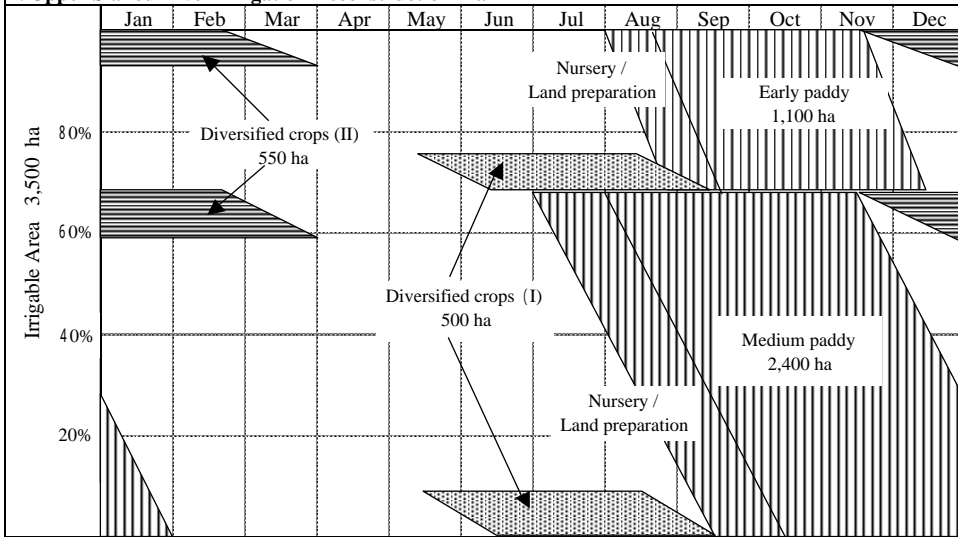 Jan Feb Mar Apr May Jun Jul Aug Sep Oct Nov Dec
Irrigable Area 3,500 ha
80%
60%
40%
20%
Nursery /
Land preparation
Early paddy
1,100 ha
Diversified crops (II)
550 ha
Diversified crops (I)
500 ha
Medium paddy
2,400 ha
Nursery /
Land preparation